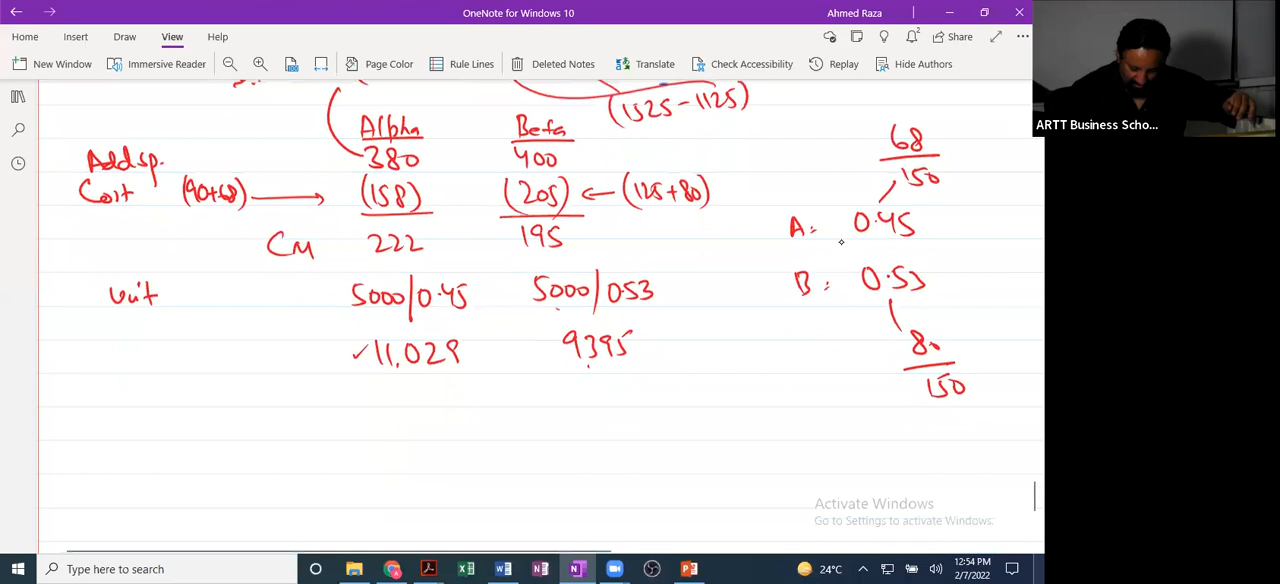 OneNote for Windows 10
Ahmed Raza
Home Insert Draw View Help
Share
New Window Immersive Reader Page Color Rule Lines Deleted Notes Translate Check Accessibility Replay Hide Authors
ARTT Business Scho...
(1525-1125)
Alpha Beta
Add sp. 380 400
Cost (90+68) (158) (205) (125+80)
CM 222 195
Unit 5000/0.45 5000/0.53
11,029 9395
68
150
A: 0.45
B: 0.53
80
150
Activate Windows
Go to Settings to activate Windows.
Type here to search
24°C
12:54 PM
2/7/2022